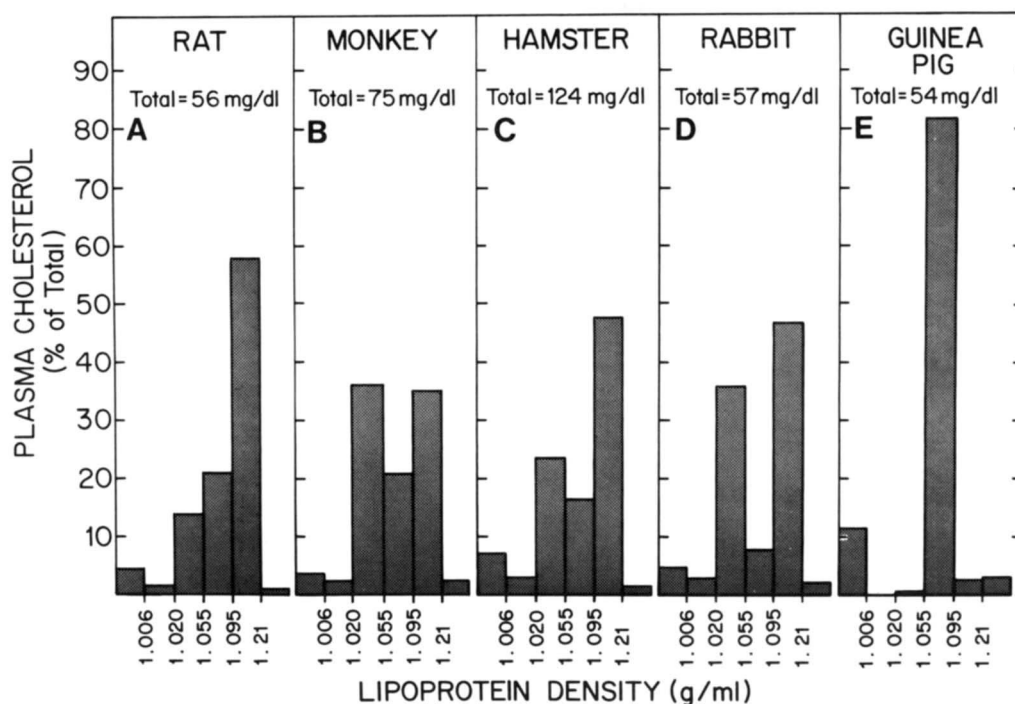 RAT
MONKEY
HAMSTER
RABBIT
GUINEA
PIG
Total=56 mg/dl
Total=75 mg/dl
Total=124 mg/dl
Total=57mg/dl
Total=54mg/dl
A
B
C
D
E
PLASMA CHOLESTEROL
(% of Total)
90
80
70
60
50
40
30
20
10
1.006
1.020
1.055
1.095
1.21
1.006
1.020
1.055
1.095
1.21
1.006
1.020
1.055
1.095
1.21
1.006
1.020
1.055
1.095
1.21
1.006
1.020
1.055
1.095
1.21
LIPOPROTEIN DENSITY (g/ml)